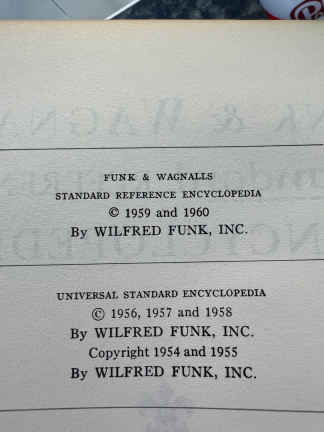 FUNK & WAGNALLS
STANDARD REFERENCE ENCYCLOPEDIA
© 1959 and 1960
By WILFRED FUNK, INC.
UNIVERSAL STANDARD ENCYCLOPEDIA
© 1956, 1957 and 1958
By WILFRED FUNK, INC.
Copyright 1954 and 1955
By WILFRED FUNK, INC.